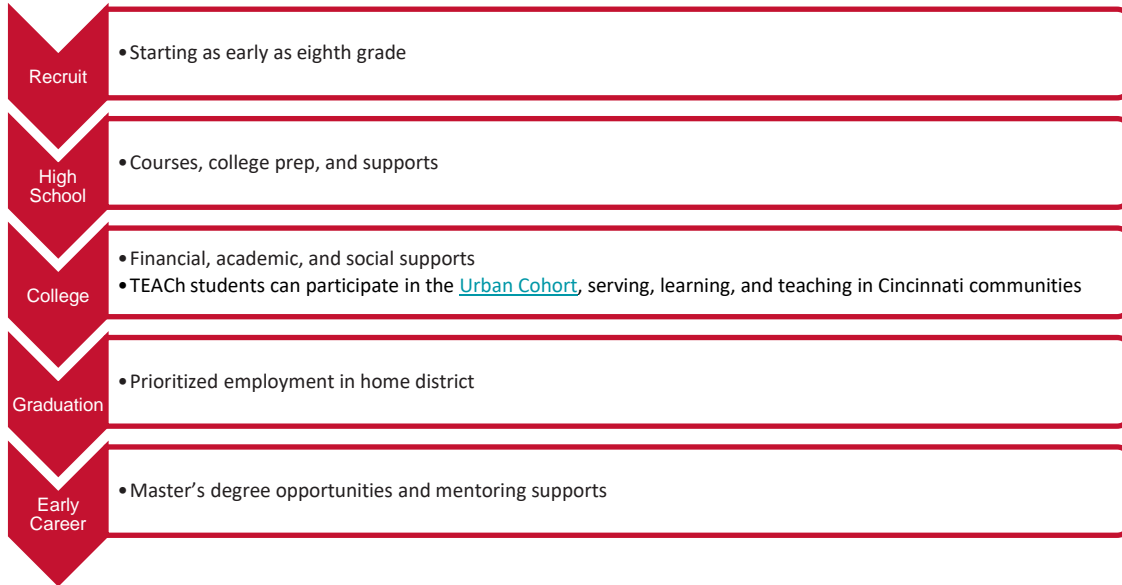 Recruit
•Starting as early as eighth grade
High
School
•Courses, college prep, and supports
College
•Financial, academic, and social supports
•TEACh students can participate in the Urban Cohort, serving, learning, and teaching in Cincinnati communities
Graduation
•Prioritized employment in home district
Early
Career
•Master’s degree opportunities and mentoring supports